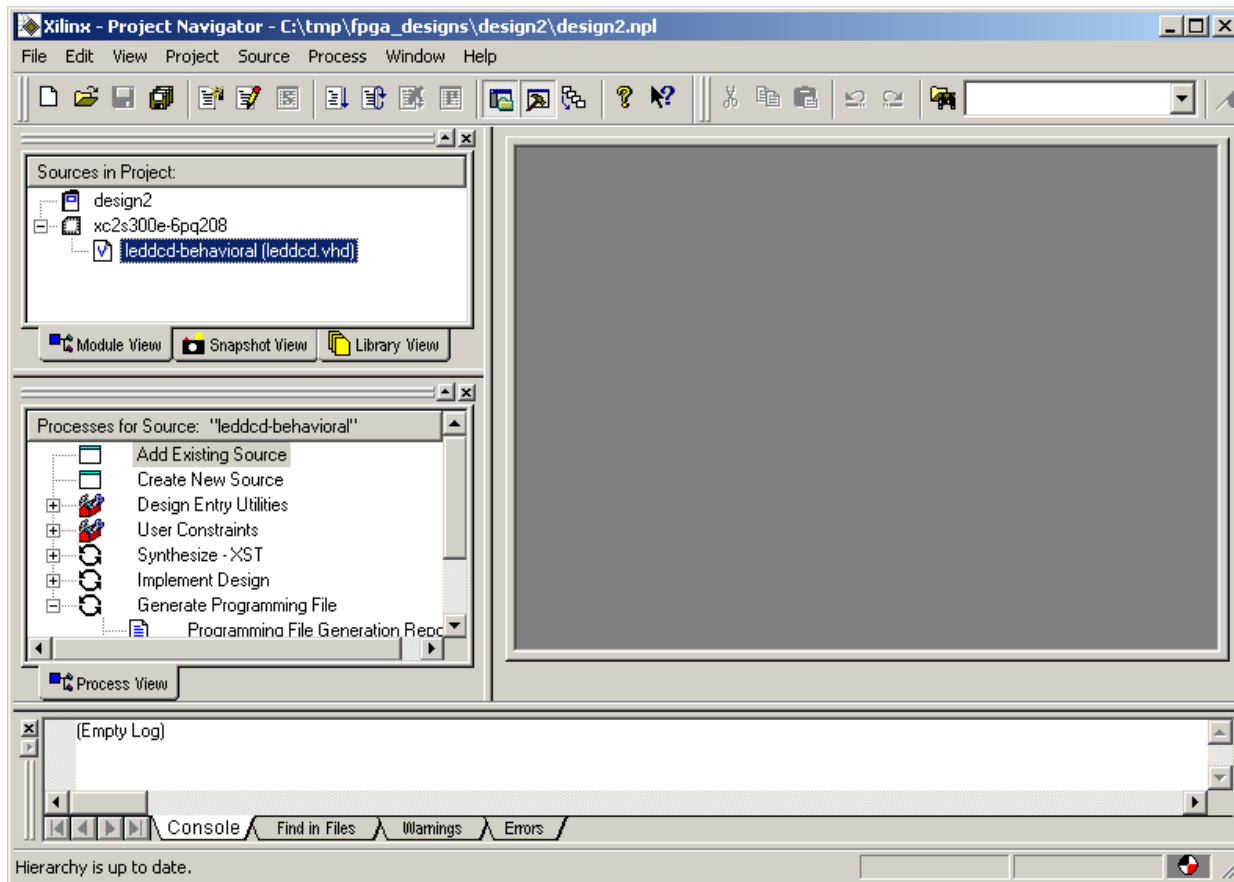 Xilinx - Project Navigator - C:\tmp\fpga_designs\design2\design2.npl
File Edit View Project Source Process Window Help
Sources in Project:
design2
xc2s300e-6pq208
leddcd-behavioral (leddcd.vhd)
Module View Snapshot View Library View
Processes for Source: "leddcd-behavioral"
Add Existing Source
Create New Source
Design Entry Utilities
User Constraints
Synthesize - XST
Implement Design
Generate Programming File
Programming File Generation Repo
Process View
(Empty Log)
Console Find in Files Warnings Errors
Hierarchy is up to date.